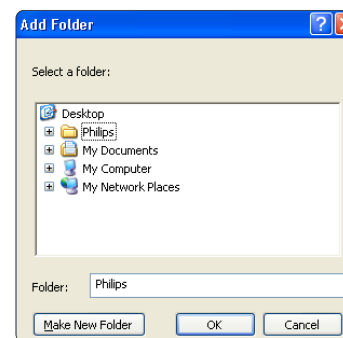 Add Folder
Select a folder:
Desktop
Philips
My Documents
My Computer
My Network Places
Folder: Philips
Make New Folder OK Cancel